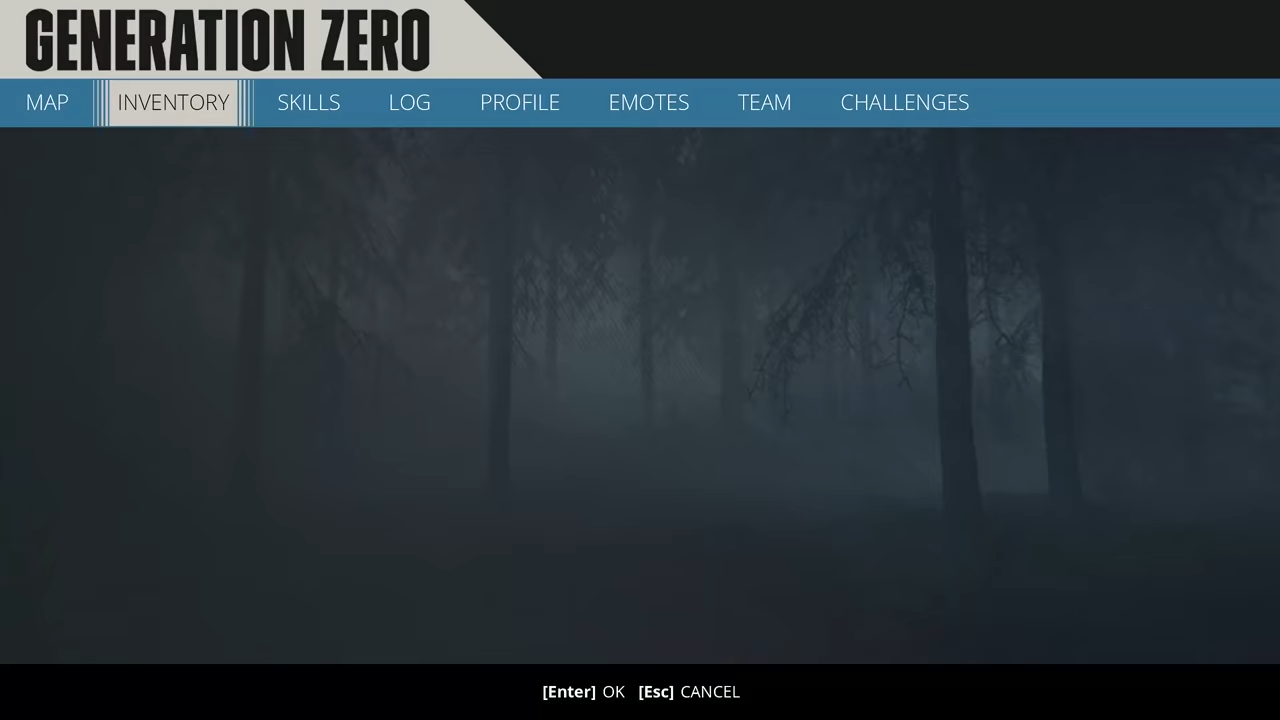 GENERATION ZERO
MAP INVENTORY SKILLS LOG PROFILE EMOTES TEAM CHALLENGES
[Enter] OK [Esc] CANCEL